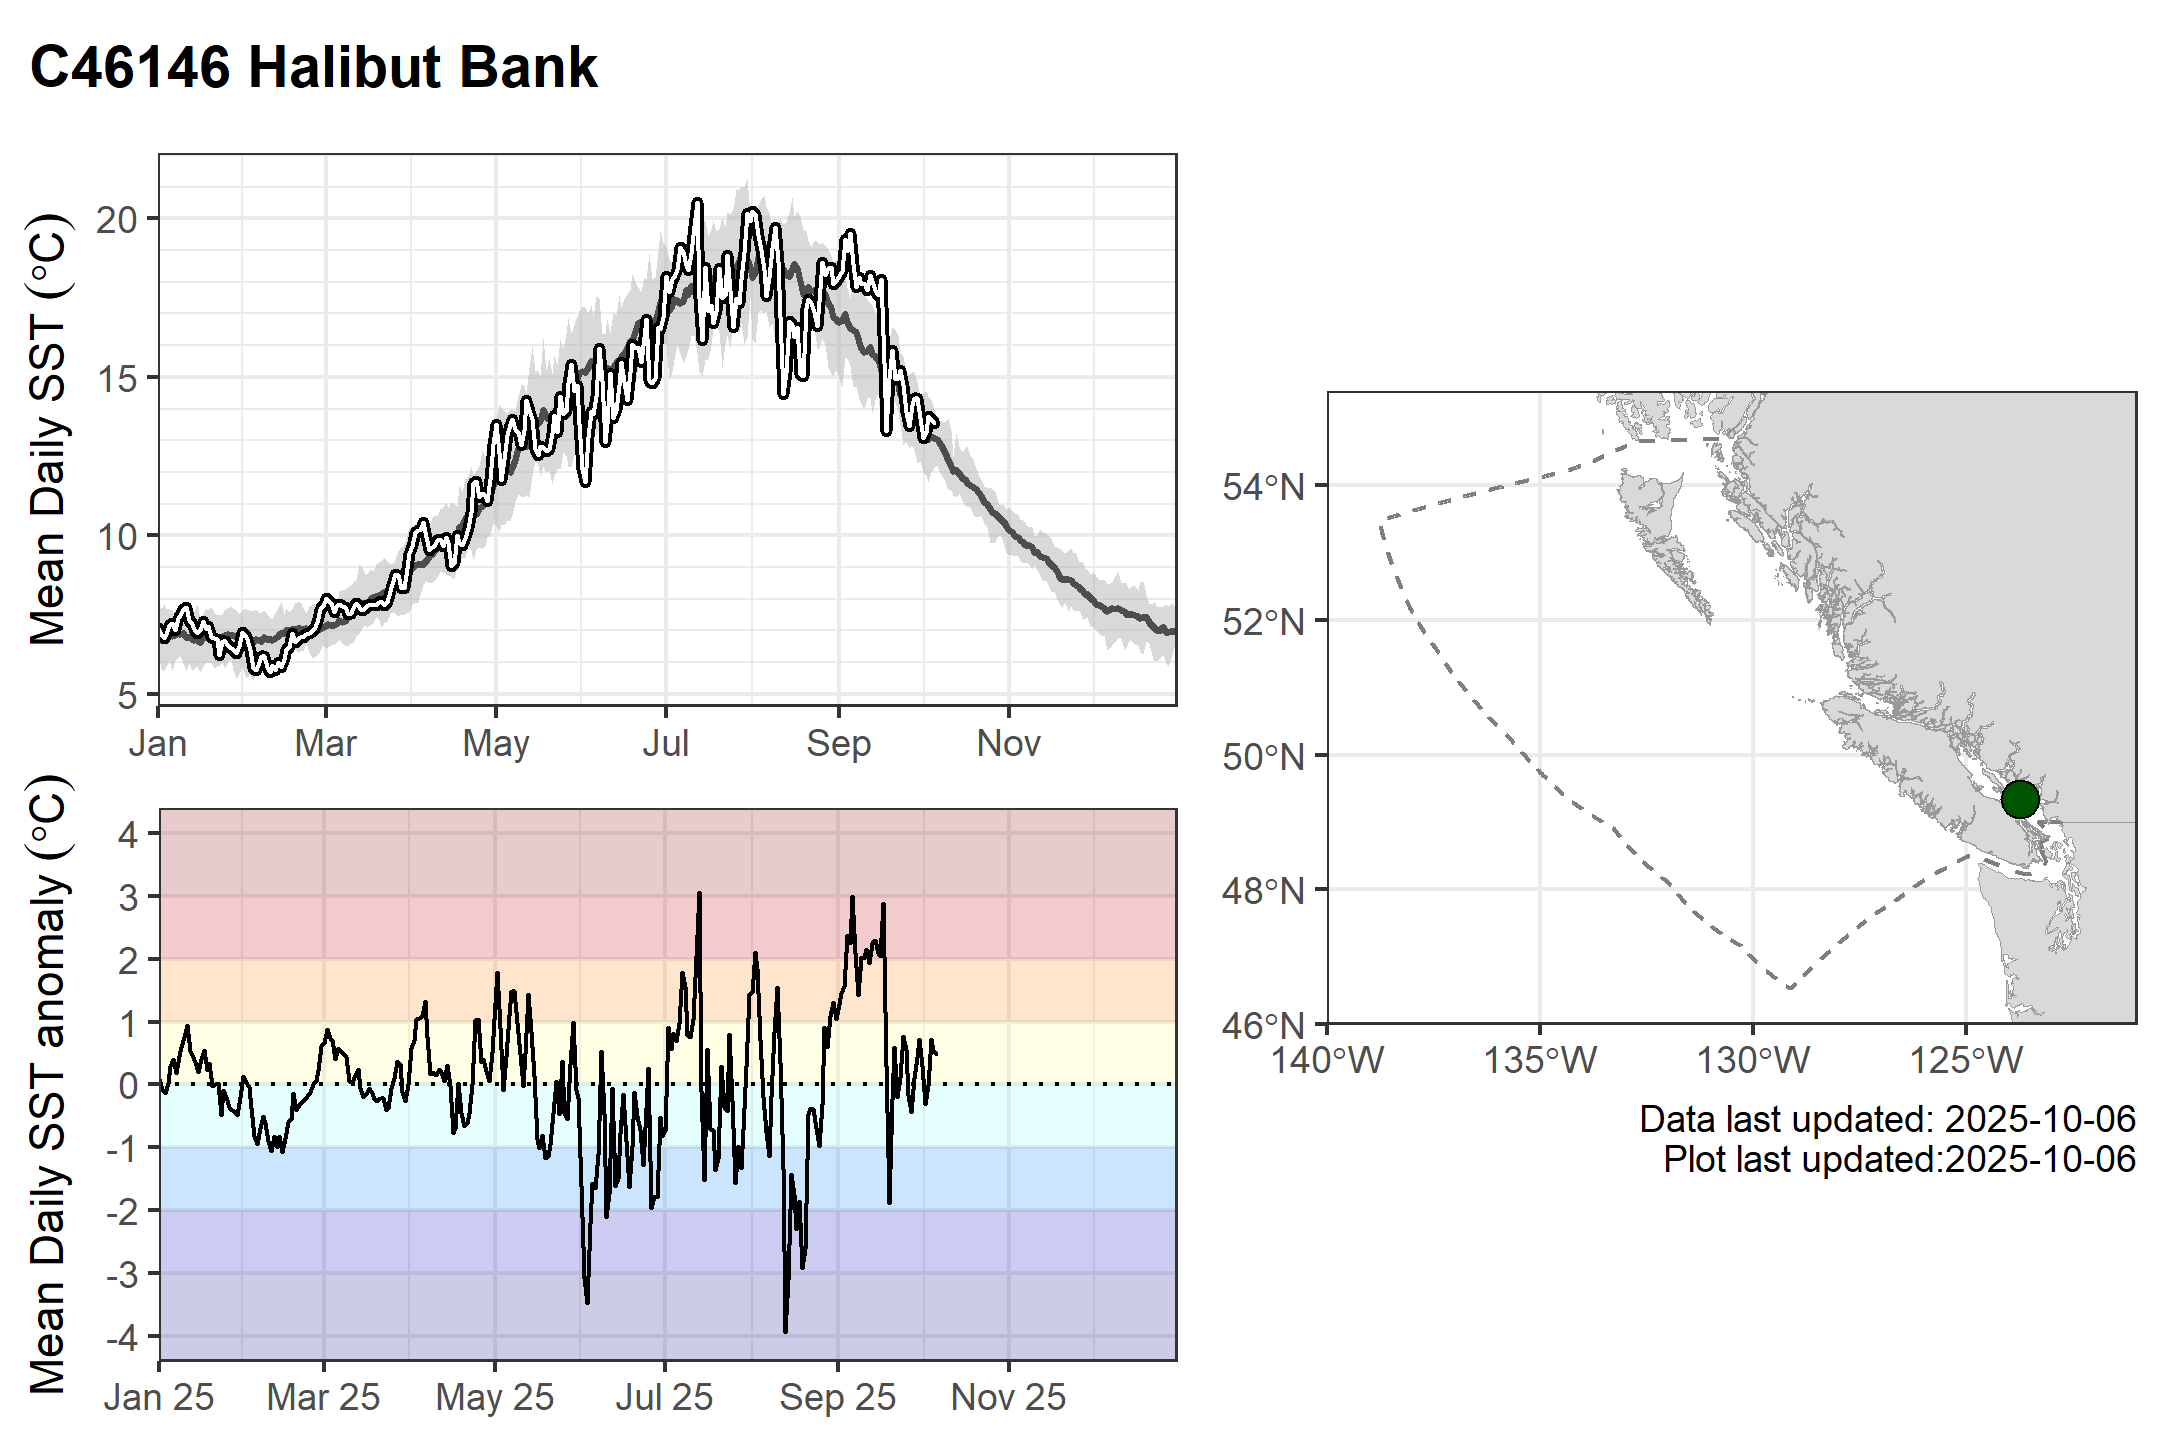 C46146 Halibut Bank
Mean Daily SST (°C)
20
15
10
5
Jan Mar May Jul Sep Nov
Mean Daily SST anomaly (°C)
4
3
2
1
0
-1
-2
-3
-4
Jan 25 Mar 25 May 25 Jul 25 Sep 25 Nov 25
54°N
52°N
50°N
48°N
46°N
140°W 135°W 130°W 125°W
Data last updated: 2025-10-06
Plot last updated:2025-10-06